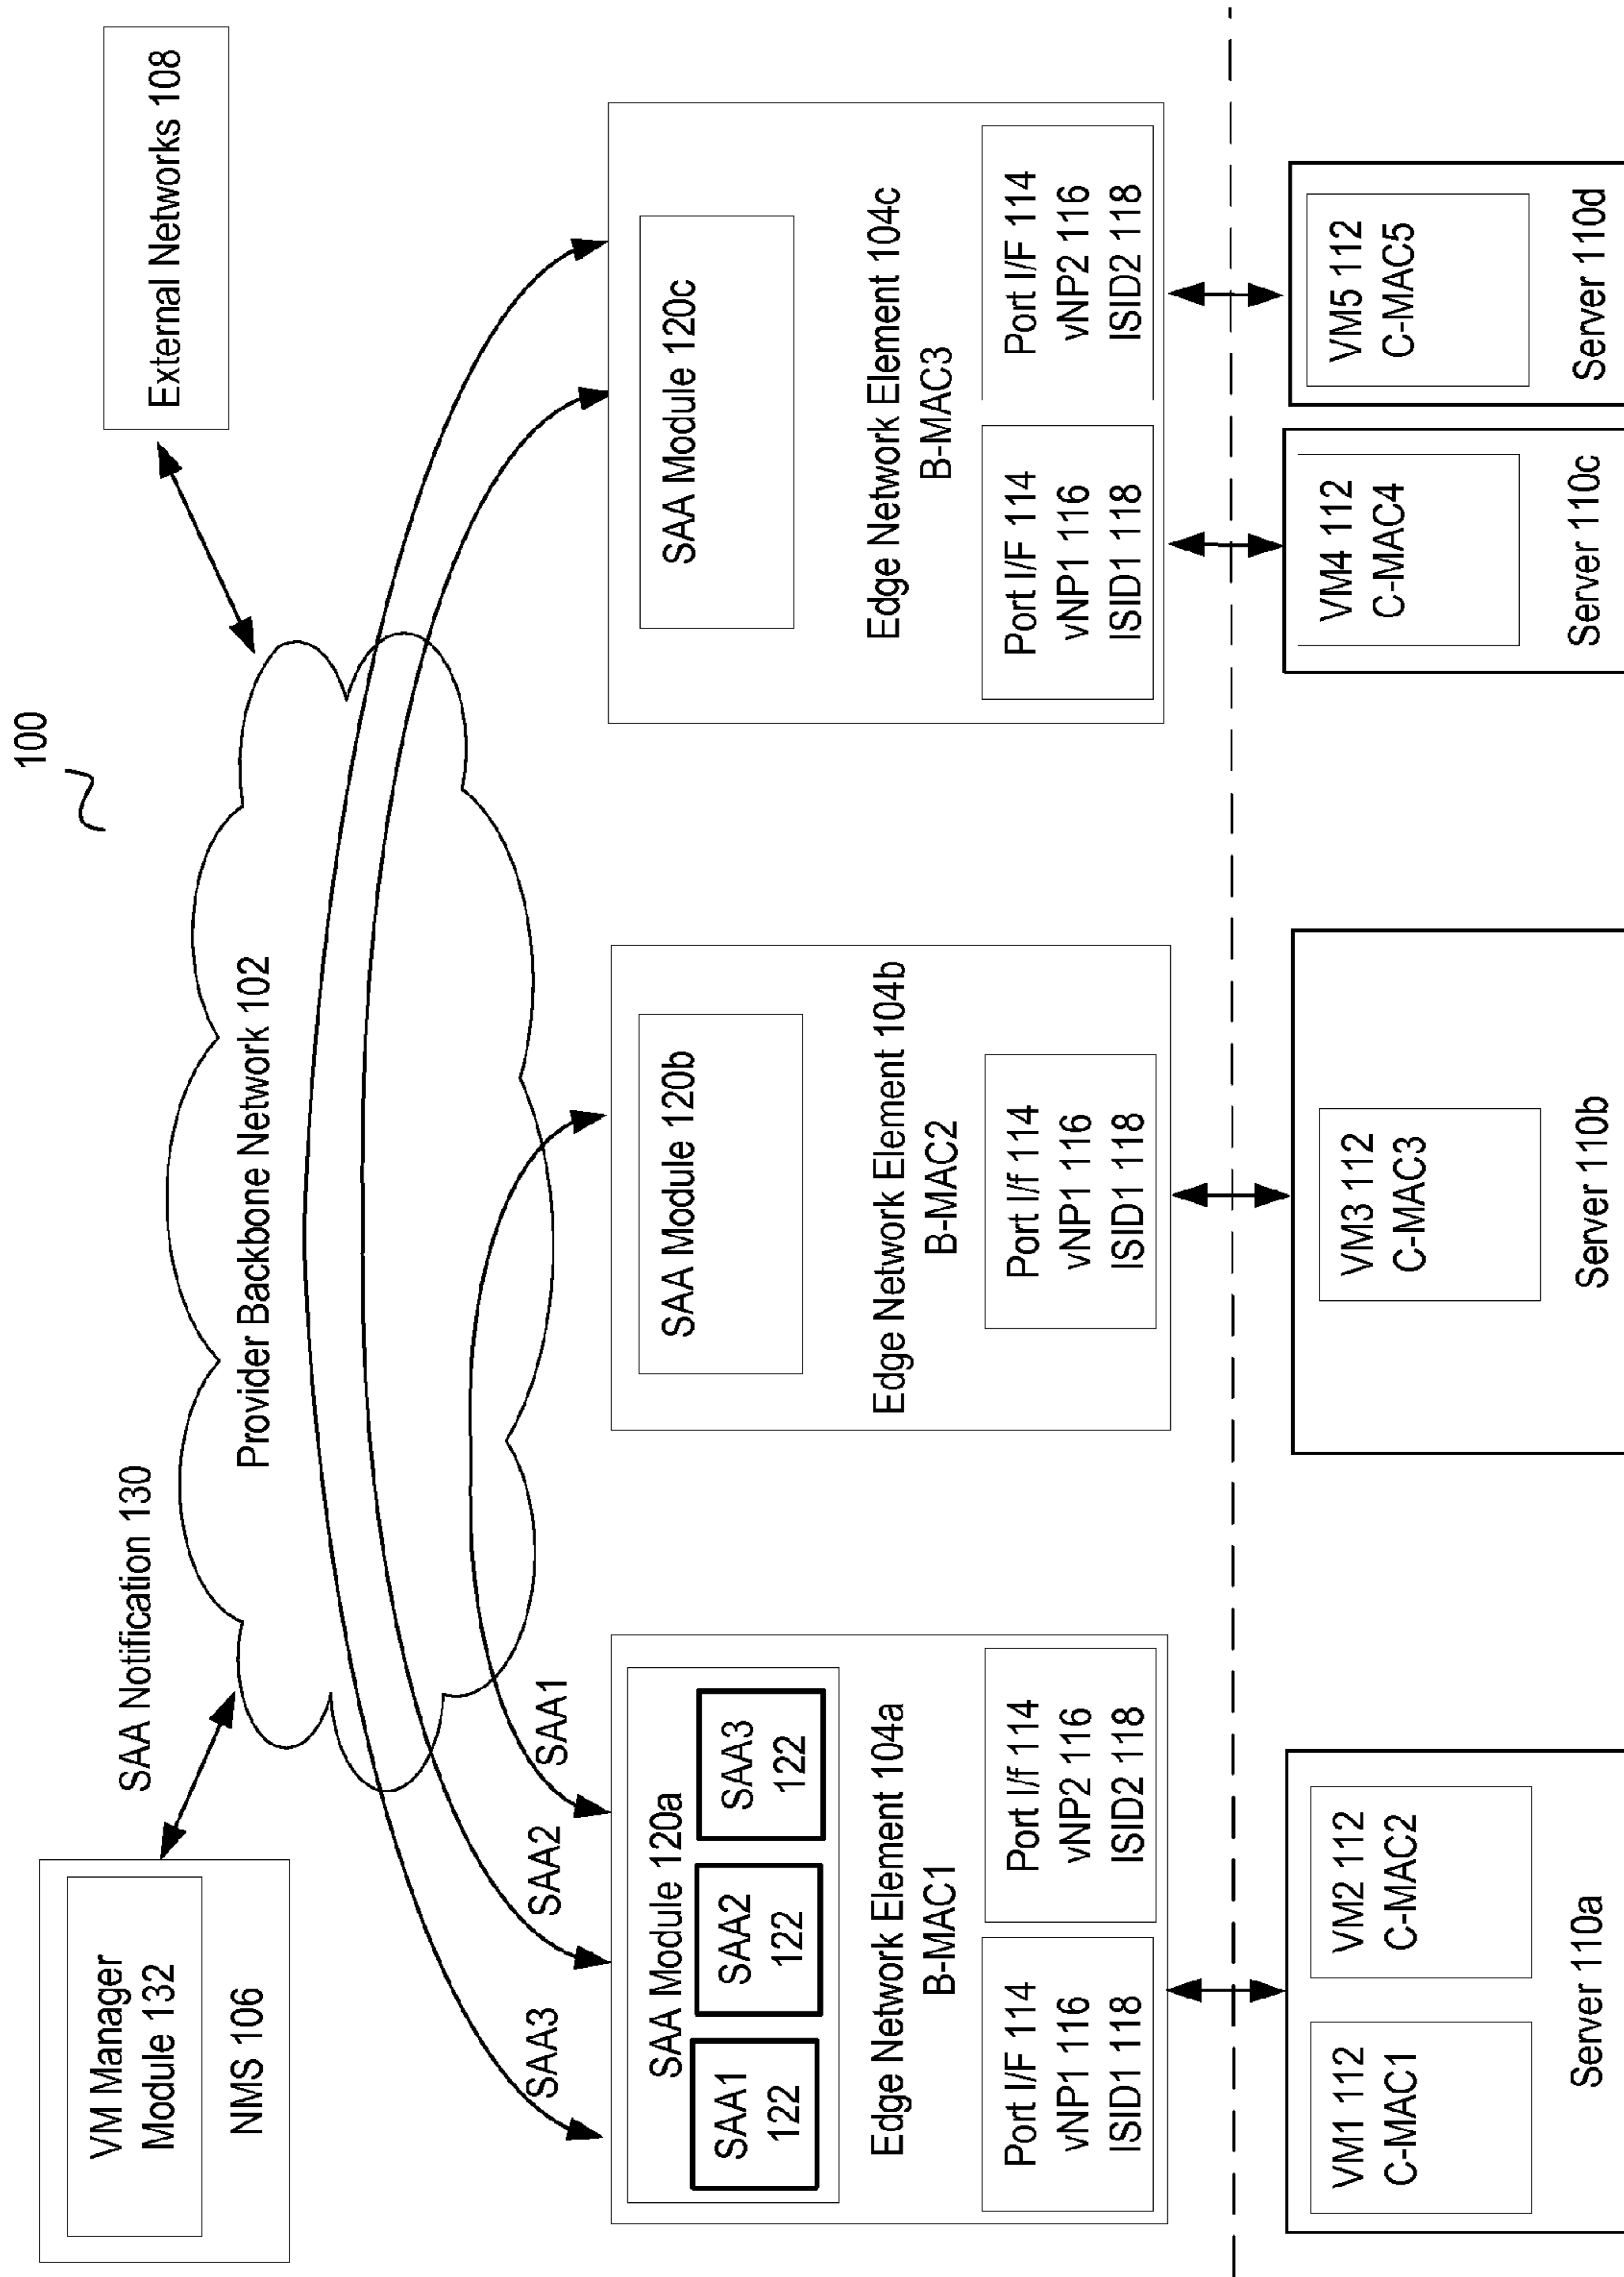 100
VM Manager
Module 132
NMS 106
SAA Notification 130
External Networks 108
Provider Backbone Network 102
SAA3
SAA2
SAA1
SAA Module 120a
SAA1
122
SAA2
122
SAA3
122
Edge Network Element 104a
B-MAC1
Port I/F 114
vNP1 116
ISID1 118
Port I/f 114
vNP2 116
ISID2 118
SAA Module 120b
Edge Network Element 104b
B-MAC2
Port I/f 114
vNP1 116
ISID1 118
SAA Module 120c
Edge Network Element 104c
B-MAC3
Port I/F 114
vNP1 116
ISID1 118
Port I/F 114
vNP2 116
ISID2 118
VM1 112
C-MAC1
VM2 112
C-MAC2
Server 110a
VM3 112
C-MAC3
Server 110b
VM4 112
C-MAC4
Server 110c
VM5 112
C-MAC5
Server 110d